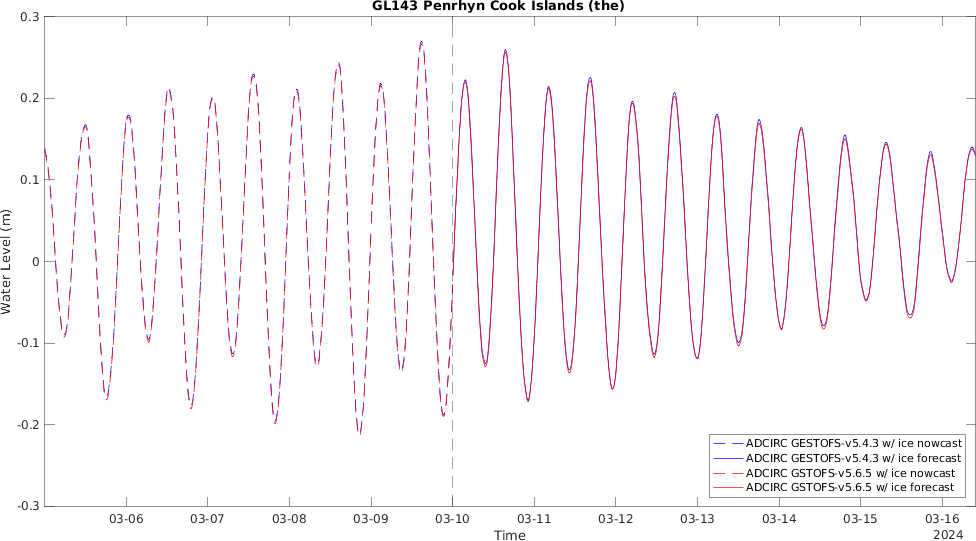 GL143 Penrhyn Cook Islands (the)
0.3
0.2
0.1
0
-0.1
-0.2
-0.3
Water Level (m)
03-06 03-07 03-08 03-09 03-10 03-11 03-12 03-13 03-14 03-15 03-16
Time
2024
ADCIRC GESTOFS-v5.4.3 w/ ice nowcast
ADCIRC GESTOFS-v5.4.3 w/ ice forecast
ADCIRC GSTOFS-v5.6.5 w/ ice nowcast
ADCIRC GSTOFS-v5.6.5 w/ ice forecast